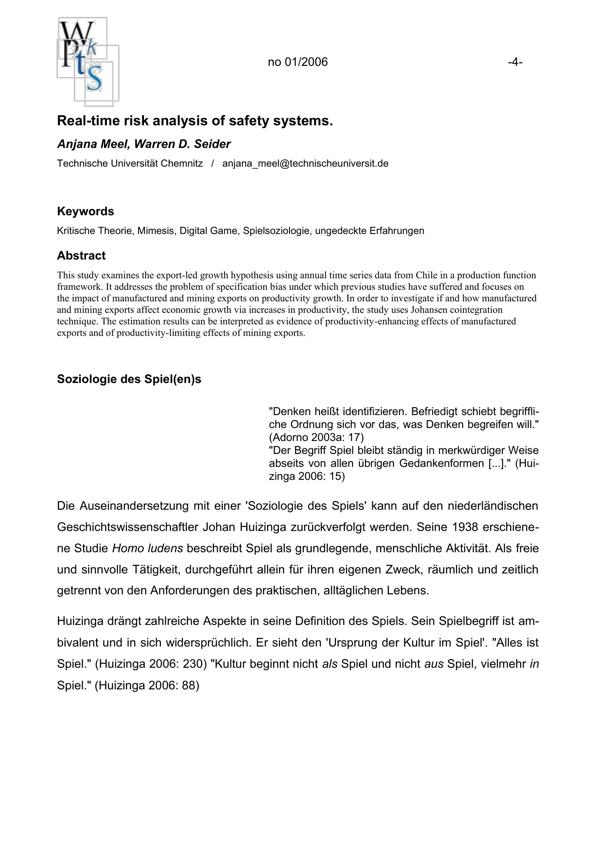 W
P k
t s
S
no 01/2006 -4-
Real-time risk analysis of safety systems.
Anjana Meel, Warren D. Seider
Technische Universität Chemnitz / anjana_meel@technischeuniversit.de
Keywords
Kritische Theorie, Mimesis, Digital Game, Spielsoziologie, ungedeckte Erfahrungen
Abstract
This study examines the export-led growth hypothesis using annual time series data from Chile in a production function
framework. It addresses the problem of specification bias under which previous studies have suffered and focuses on
the impact of manufactured and mining exports on productivity growth. In order to investigate if and how manufactured
and mining exports affect economic growth via increases in productivity, the study uses Johansen cointegration
technique. The estimation results can be interpreted as evidence of productivity-enhancing effects of manufactured
exports and of productivity-limiting effects of mining exports.
Soziologie des Spiel(en)s
"Denken heißt identifizieren. Befriedigt schiebt begriffli-
che Ordnung sich vor das, was Denken begreifen will."
(Adorno 2003a: 17)
"Der Begriff Spiel bleibt ständig in merkwürdiger Weise
abseits von allen übrigen Gedankenformen [...]." (Hui-
zinga 2006: 15)
Die Auseinandersetzung mit einer 'Soziologie des Spiels' kann auf den niederländischen
Geschichtswissenschaftler Johan Huizinga zurückverfolgt werden. Seine 1938 erschiene-
ne Studie Homo ludens beschreibt Spiel als grundlegende, menschliche Aktivität. Als freie
und sinnvolle Tätigkeit, durchgeführt allein für ihren eigenen Zweck, räumlich und zeitlich
getrennt von den Anforderungen des praktischen, alltäglichen Lebens.
Huizinga drängt zahlreiche Aspekte in seine Definition des Spiels. Sein Spielbegriff ist am-
bivalent und in sich widersprüchlich. Er sieht den 'Ursprung der Kultur im Spiel'. "Alles ist
Spiel." (Huizinga 2006: 230) "Kultur beginnt nicht als Spiel und nicht aus Spiel, vielmehr in
Spiel." (Huizinga 2006: 88)